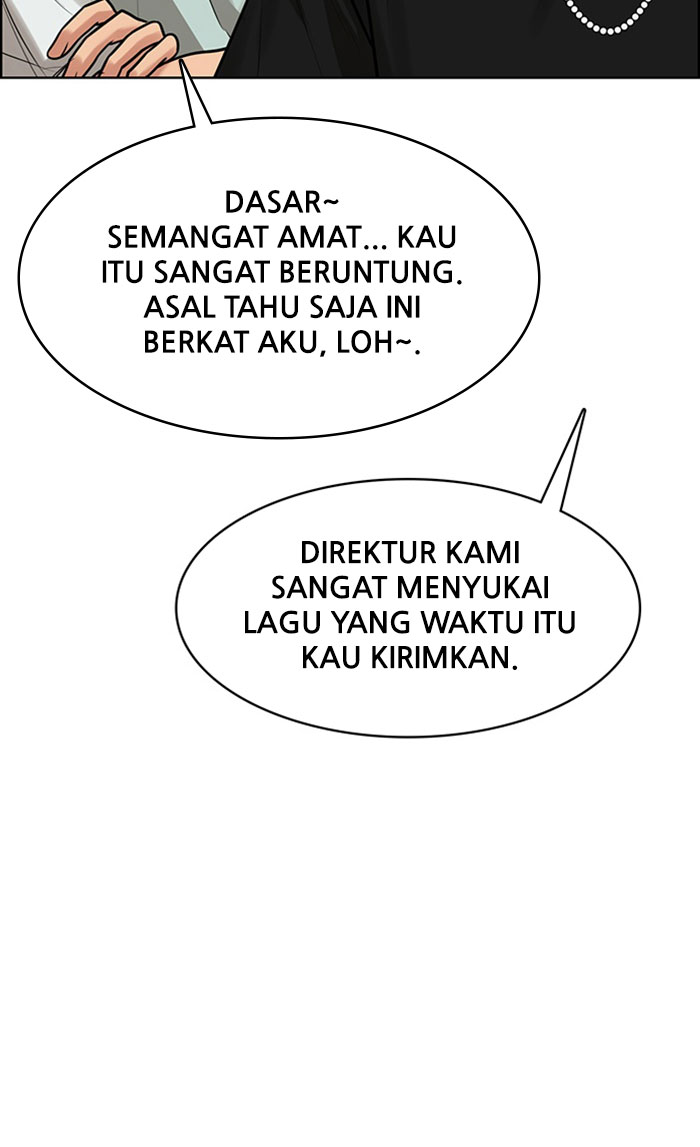 DASAR~
SEMANGAT AMAT... KAU
ITU SANGAT BERUNTUNG.
ASAL TAHU SAJA INI
BERKAT AKU, LOH~.
DIREKTUR KAMI
SANGAT MENYUKAI
LAGU YANG WAKTU ITU
KAU KIRIMKAN.